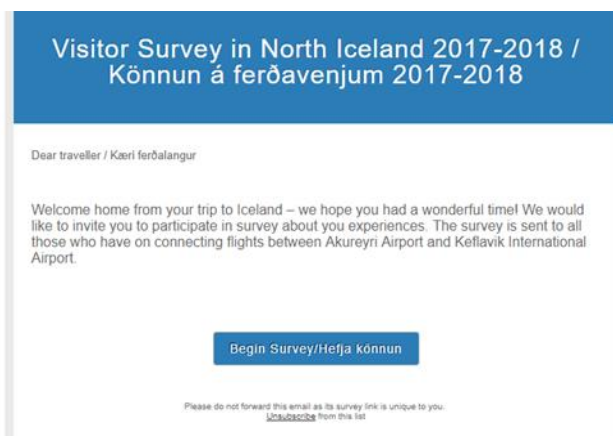 Visitor Survey in North Iceland 2017-2018 /
Könnun á ferðavenjum 2017-2018
Dear traveller / Kæri ferðalangur
Welcome home from your trip to Iceland – we hope you had a wonderful time! We would
like to invite you to participate in survey about you experiences. The survey is sent to all
those who have on connecting flights between Akureyri Airport and Keflavik International
Airport.
Begin Survey/Hefja könnun
Please do not forward this email as its survey link is unique to you.
Unsubscribe from this list